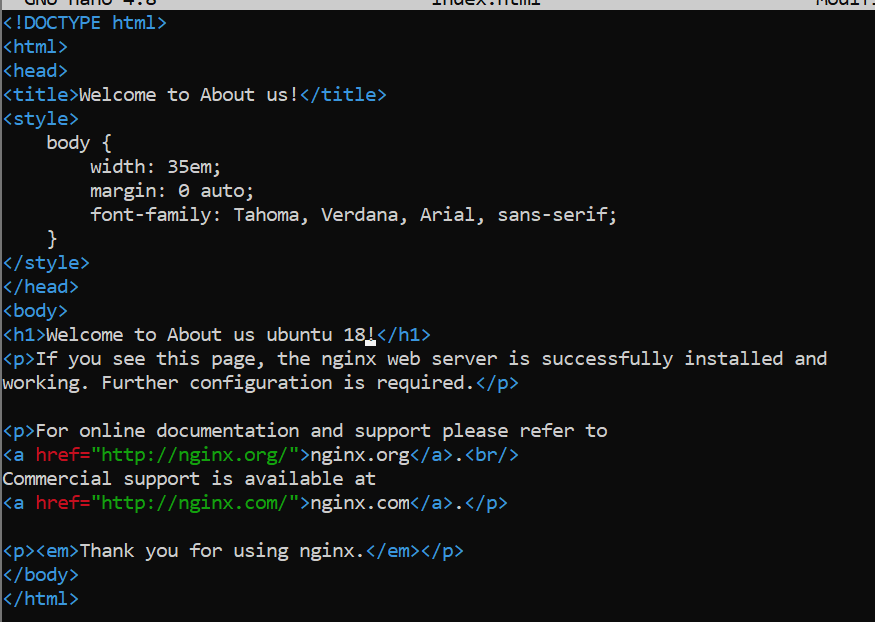 GNU nano 4.8 index.html
<!DOCTYPE html>
<html>
<head>
<title>Welcome to About us!</title>
<style>
    body {
        width: 35em;
        margin: 0 auto;
        font-family: Tahoma, Verdana, Arial, sans-serif;
    }
</style>
</head>
<body>
<h1>Welcome to About us ubuntu 18!</h1>
<p>If you see this page, the nginx web server is successfully installed and
working. Further configuration is required.</p>

<p>For online documentation and support please refer to
<a href="http://nginx.org/">nginx.org</a>.<br/>
Commercial support is available at
<a href="http://nginx.com/">nginx.com</a>.</p>

<p><em>Thank you for using nginx.</em></p>
</body>
</html>